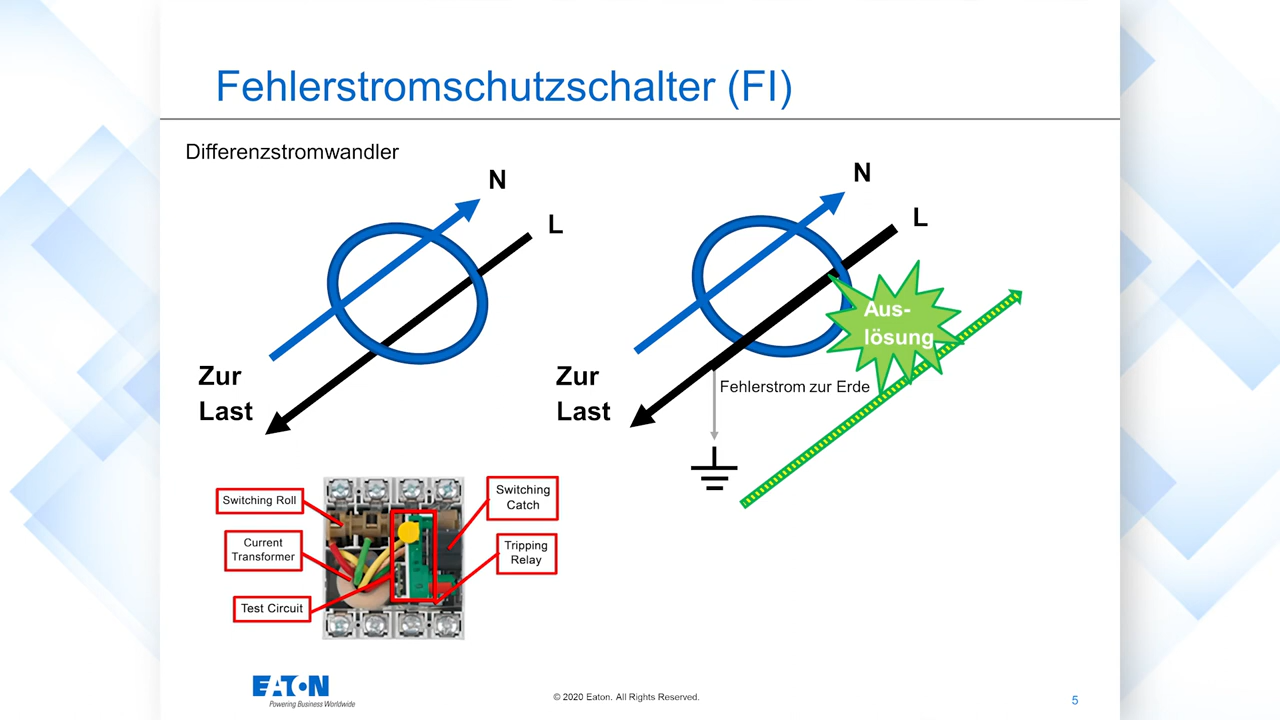 Fehlerstromschutzschalter (FI)
Differenzstromwandler
N
L
Zur
Last
N
L
Aus-
lösung
Zur
Last
Fehlerstrom zur Erde
Switching Roll
Current
Transformer
Test Circuit
Switching
Catch
Tripping
Relay
EATON
Powering Business Worldwide
© 2020 Eaton. All Rights Reserved.
5